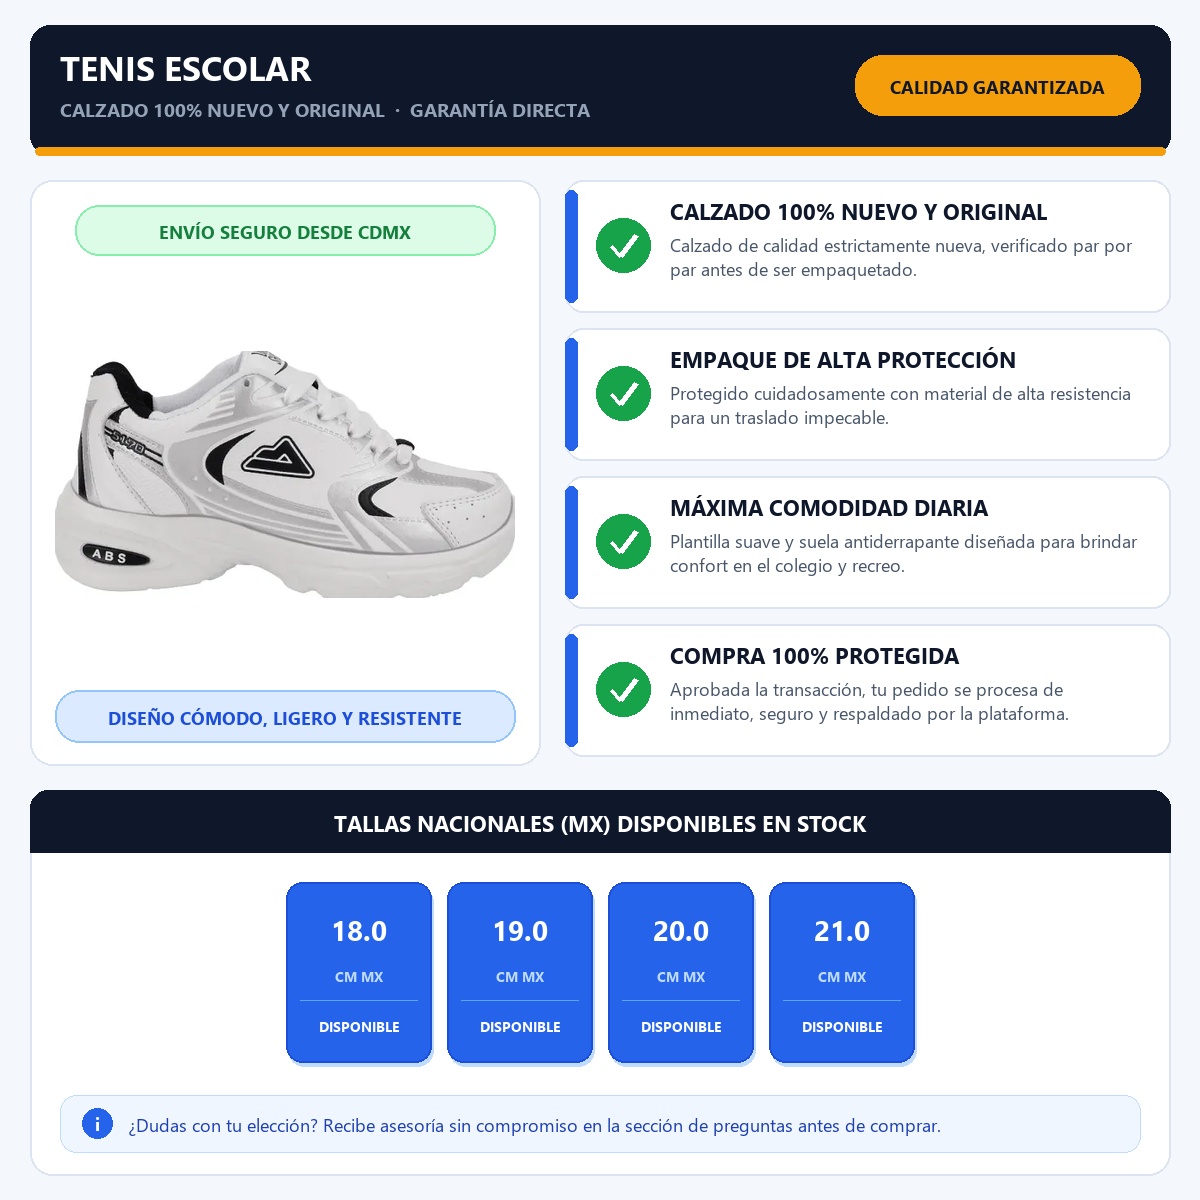 TENIS ESCOLAR
CALZADO 100% NUEVO Y ORIGINAL · GARANTÍA DIRECTA
CALIDAD GARANTIZADA
ENVÍO SEGURO DESDE CDMX
ABS
DISEÑO CÓMODO, LIGERO Y RESISTENTE
CALZADO 100% NUEVO Y ORIGINAL
Calzado de calidad estrictamente nueva, verificado par por
par antes de ser empaquetado.
EMPAQUE DE ALTA PROTECCIÓN
Protegido cuidadosamente con material de alta resistencia
para un traslado impecable.
MÁXIMA COMODIDAD DIARIA
Plantilla suave y suela antiderrapante diseñada para brindar
confort en el colegio y recreo.
COMPRA 100% PROTEGIDA
Aprobada la transacción, tu pedido se procesa de
inmediato, seguro y respaldado por la plataforma.
TALLAS NACIONALES (MX) DISPONIBLES EN STOCK
18.0 19.0 20.0 21.0
CM MX CM MX CM MX CM MX
DISPONIBLE DISPONIBLE DISPONIBLE DISPONIBLE
¿Dudas con tu elección? Recibe asesoría sin compromiso en la sección de preguntas antes de comprar.